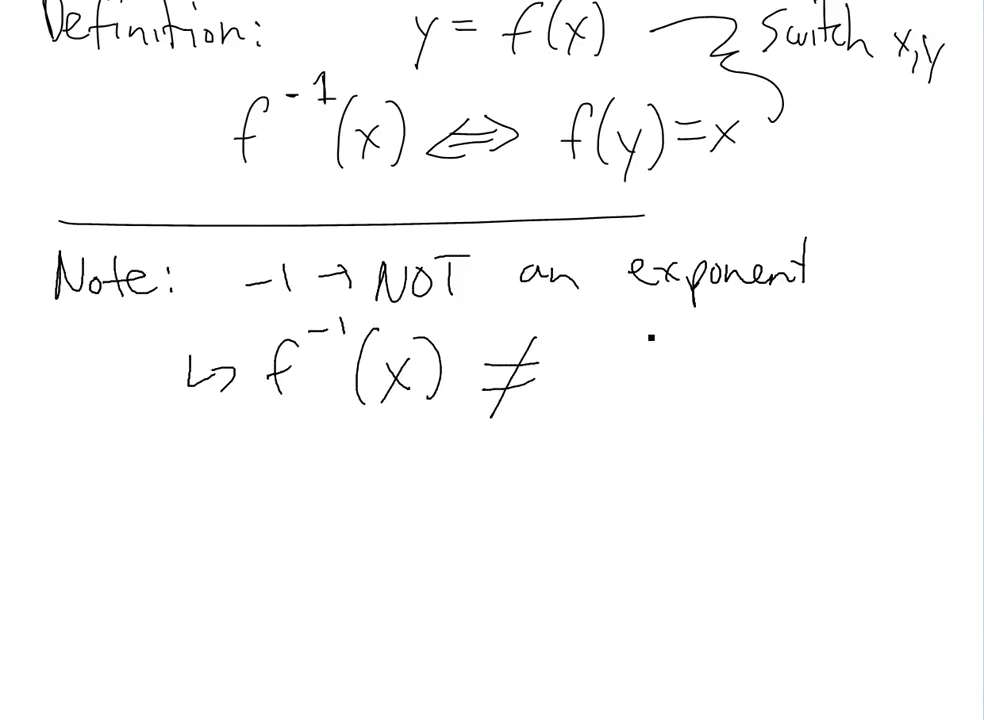 Definition: y = f(x) Switch x,y
f⁻¹(x) ⟺ f(y)=x
Note: -1 → NOT an exponent
↳ f⁻¹(x) ≠